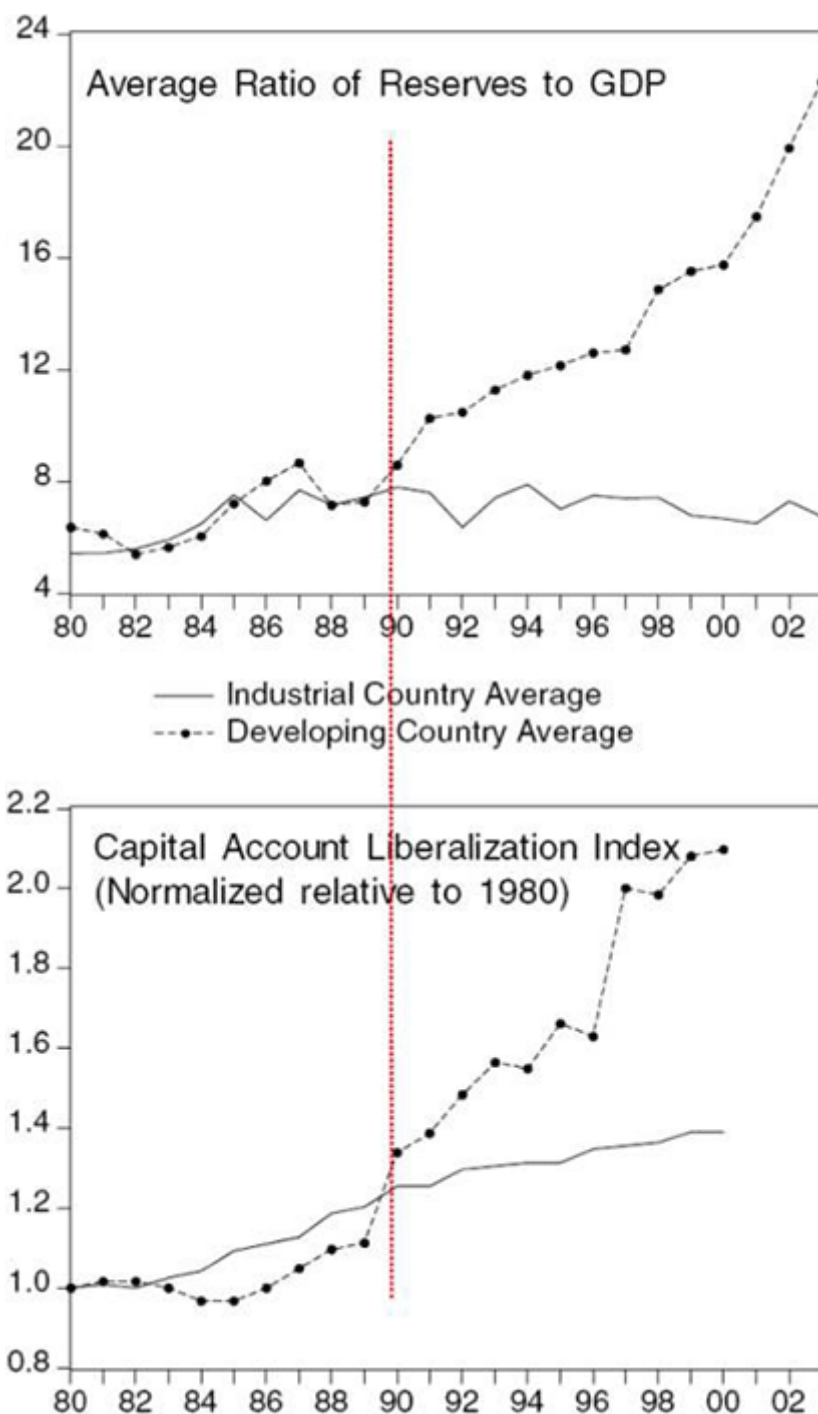 24
Average Ratio of Reserves to GDP
20
16
12
8
4
80 82 84 86 88 90 92 94 96 98 00 02
Industrial Country Average
Developing Country Average
2.2
Capital Account Liberalization Index
(Normalized relative to 1980)
2.0
1.8
1.6
1.4
1.2
1.0
0.8
80 82 84 86 88 90 92 94 96 98 00 02